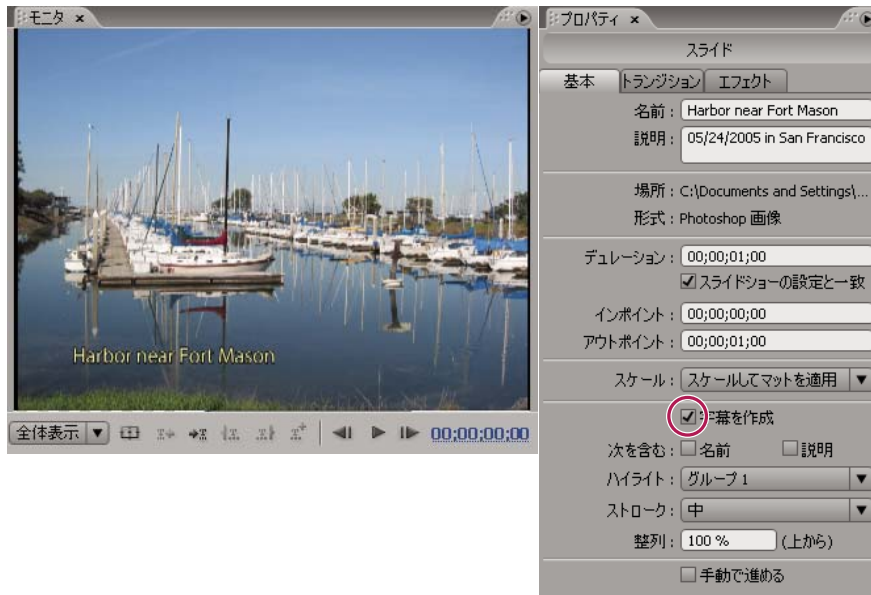 モニタ ×
Harbor near Fort Mason
全体表示
00;00;00;00
プロパティ ×
スライド
基本 トランジション エフェクト
名前 : Harbor near Fort Mason
説明 : 05/24/2005 in San Francisco
場所 : C:\Documents and Settings\...
形式 : Photoshop 画像
デュレーション : 00;00;01;00
スライドショーの設定と一致
インポイント : 00;00;00;00
アウトポイント : 00;00;01;00
スケール : スケールしてマットを適用
字幕を作成
次を含む : 名前 説明
ハイライト : グループ 1
ストローク : 中
整列 : 100 % (上から)
手動で進める